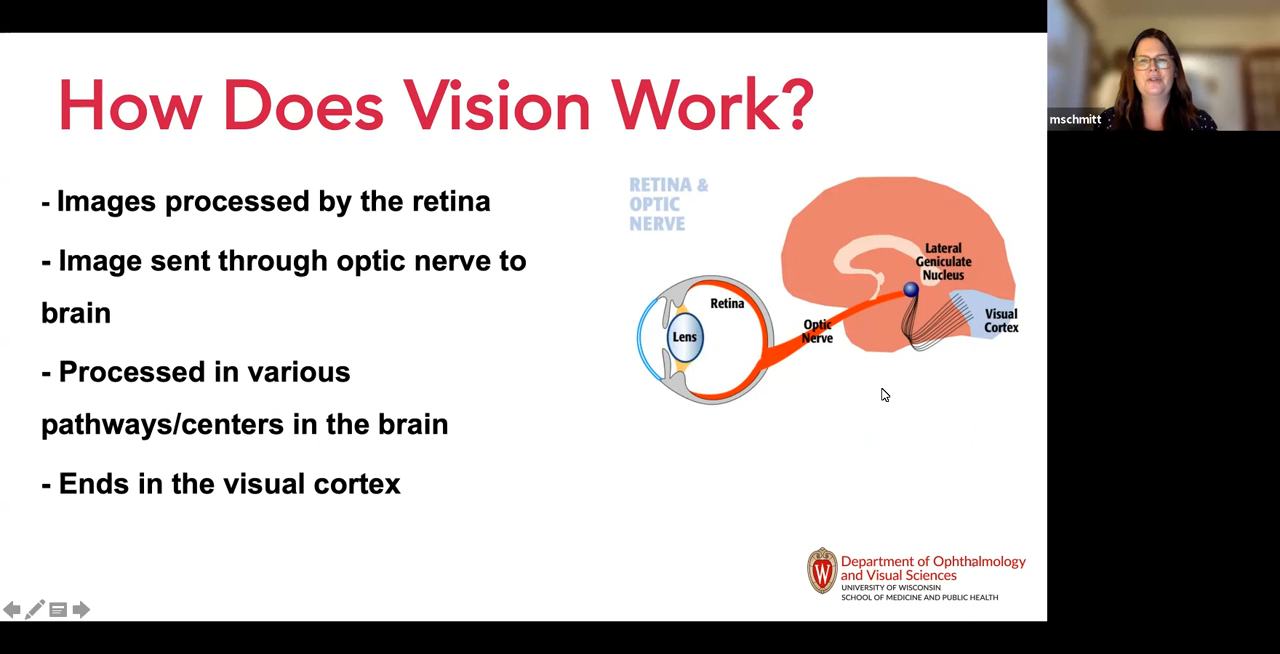 How Does Vision Work?
- Images processed by the retina
- Image sent through optic nerve to
brain
- Processed in various
pathways/centers in the brain
- Ends in the visual cortex
RETINA &
OPTIC
NERVE
Retina
Lens
Optic
Nerve
Lateral
Geniculate
Nucleus
Visual
Cortex
W
Department of Ophthalmology
and Visual Sciences
UNIVERSITY OF WISCONSIN
SCHOOL OF MEDICINE AND PUBLIC HEALTH
mschmitt